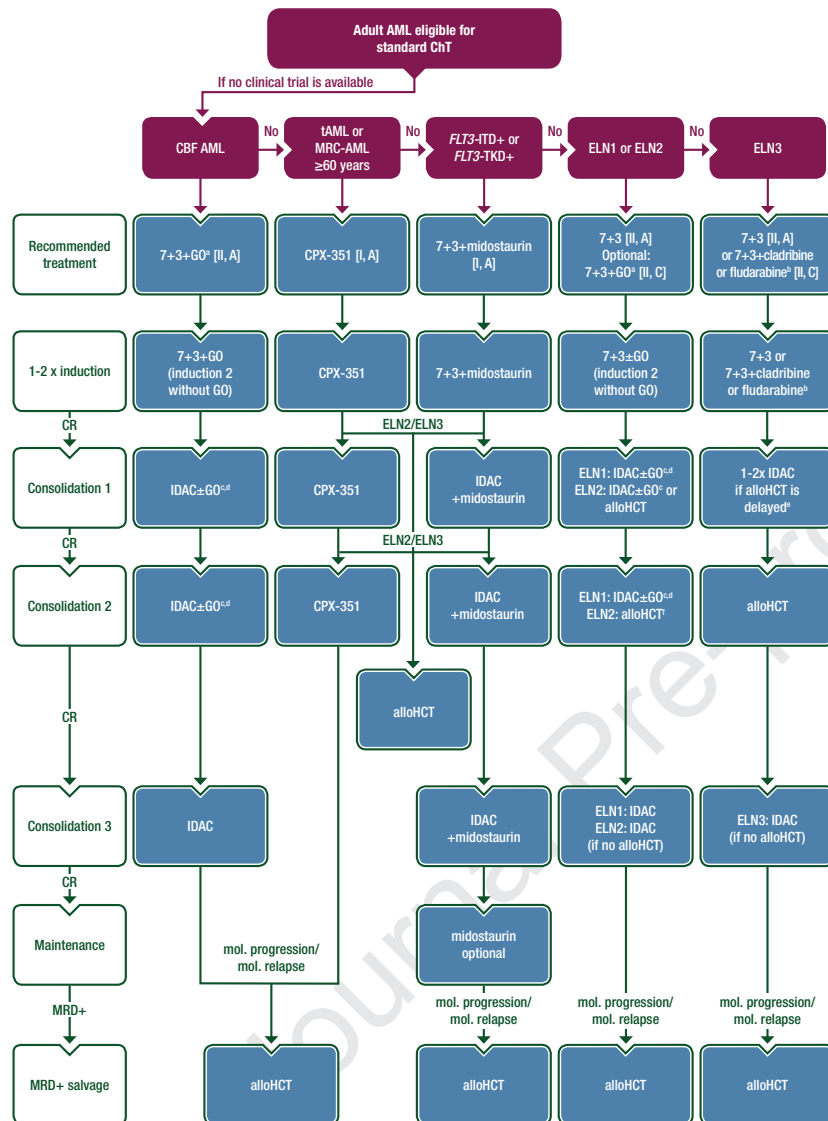 Adult AML eligible for
standard ChT
If no clinical trial is available
CBF AML
No
tAML or
MRC-AML
≥60 years
No
FLT3-ITD+ or
FLT3-TKD+
No
ELN1 or ELN2
No
ELN3
Recommended
treatment
7+3+GOᵃ [II, A]
CPX-351 [I, A]
7+3+midostaurin
[I, A]
7+3 [II, A]
Optional:
7+3+GOᵃ [II, C]
7+3 [II, A]
or 7+3+cladribine
or fludarabineᵇ [II, C]
1-2 x induction
7+3+GO
(induction 2
without GO)
CPX-351
7+3+midostaurin
7+3±GO
(induction 2
without GO)
7+3 or
7+3+cladribine
or fludarabineᵇ
CR
ELN2/ELN3
Consolidation 1
IDAC±GOᶜ,ᵈ
CPX-351
IDAC
+midostaurin
ELN1: IDAC±GOᶜ,ᵈ
ELN2: IDAC±GOᶜ or
alloHCT
1-2x IDAC
if alloHCT is
delayedᵉ
CR
ELN2/ELN3
Consolidation 2
IDAC±GOᶜ,ᵈ
CPX-351
IDAC
+midostaurin
ELN1: IDAC±GOᶜ,ᵈ
ELN2: alloHCTᶠ
alloHCT
CR
alloHCT
Consolidation 3
IDAC
IDAC
+midostaurin
ELN1: IDAC
ELN2: IDAC
(if no alloHCT)
ELN3: IDAC
(if no alloHCT)
CR
Maintenance
mol. progression/
mol. relapse
midostaurin
optional
MRD+
mol. progression/
mol. relapse
mol. progression/
mol. relapse
mol. progression/
mol. relapse
MRD+ salvage
alloHCT
alloHCT
alloHCT
alloHCT
Journal Pre-pro